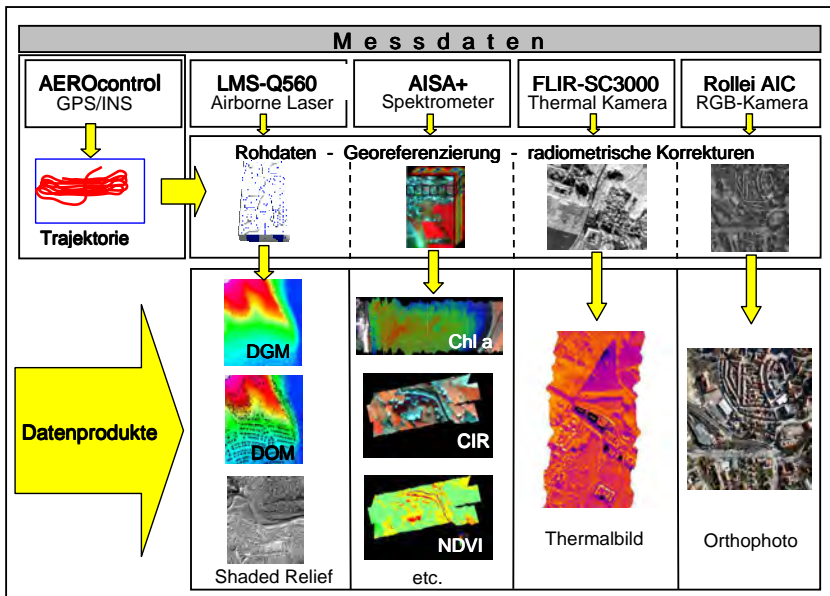 Messdaten
AEROcontrol
GPS/INS
LMS-Q560
Airborne Laser
AISA+
Spektrometer
FLIR-SC3000
Thermal Kamera
Rollei AIC
RGB-Kamera
Rohdaten - Georeferenzierung - radiometrische Korrekturen
Trajektorie
Datenprodukte
DGM
DOM
Shaded Relief
Chl a
CIR
NDVI
etc.
Thermalbild
Orthophoto